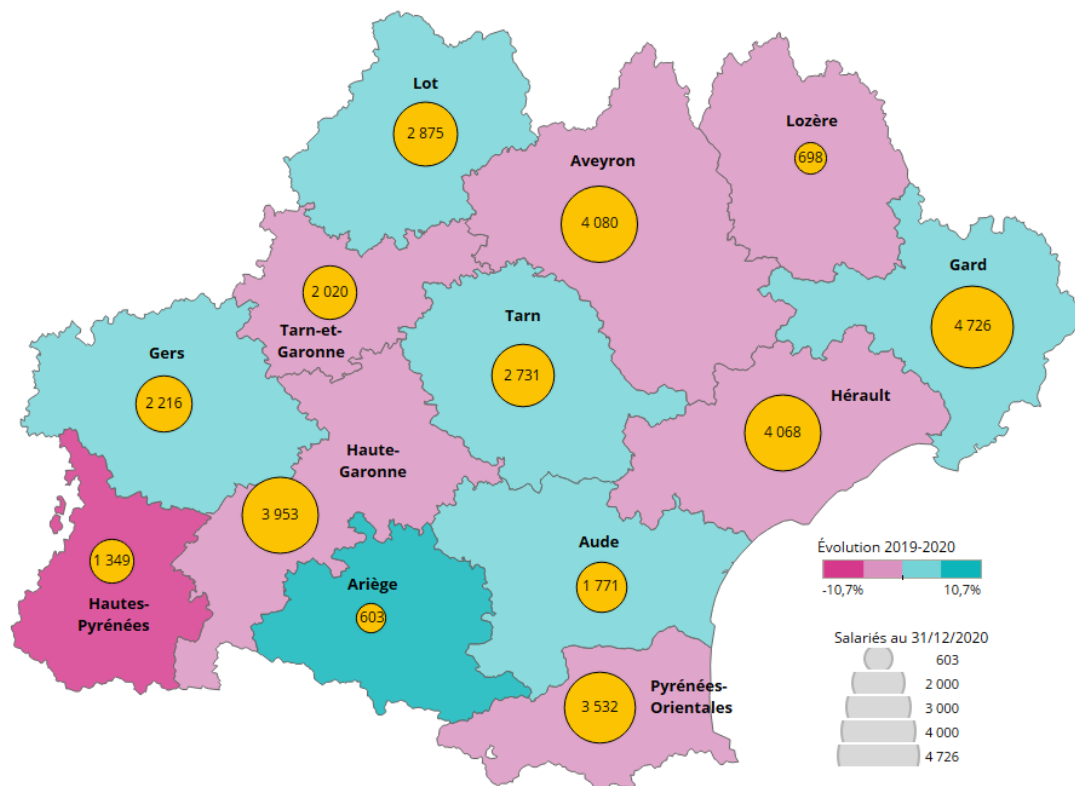 Lot
2 875
Lozère
698
Aveyron
4 080
Gard
4 726
Tarn-et-
Garonne
2 020
Tarn
2 731
Gers
2 216
Hérault
4 068
Haute-
Garonne
3 953
Hautes-
Pyrénées
1 349
Ariège
603
Aude
1 771
Pyrénées-
Orientales
3 532
Évolution 2019-2020
-10,7% 10,7%
Salariés au 31/12/2020
603
2 000
3 000
4 000
4 726